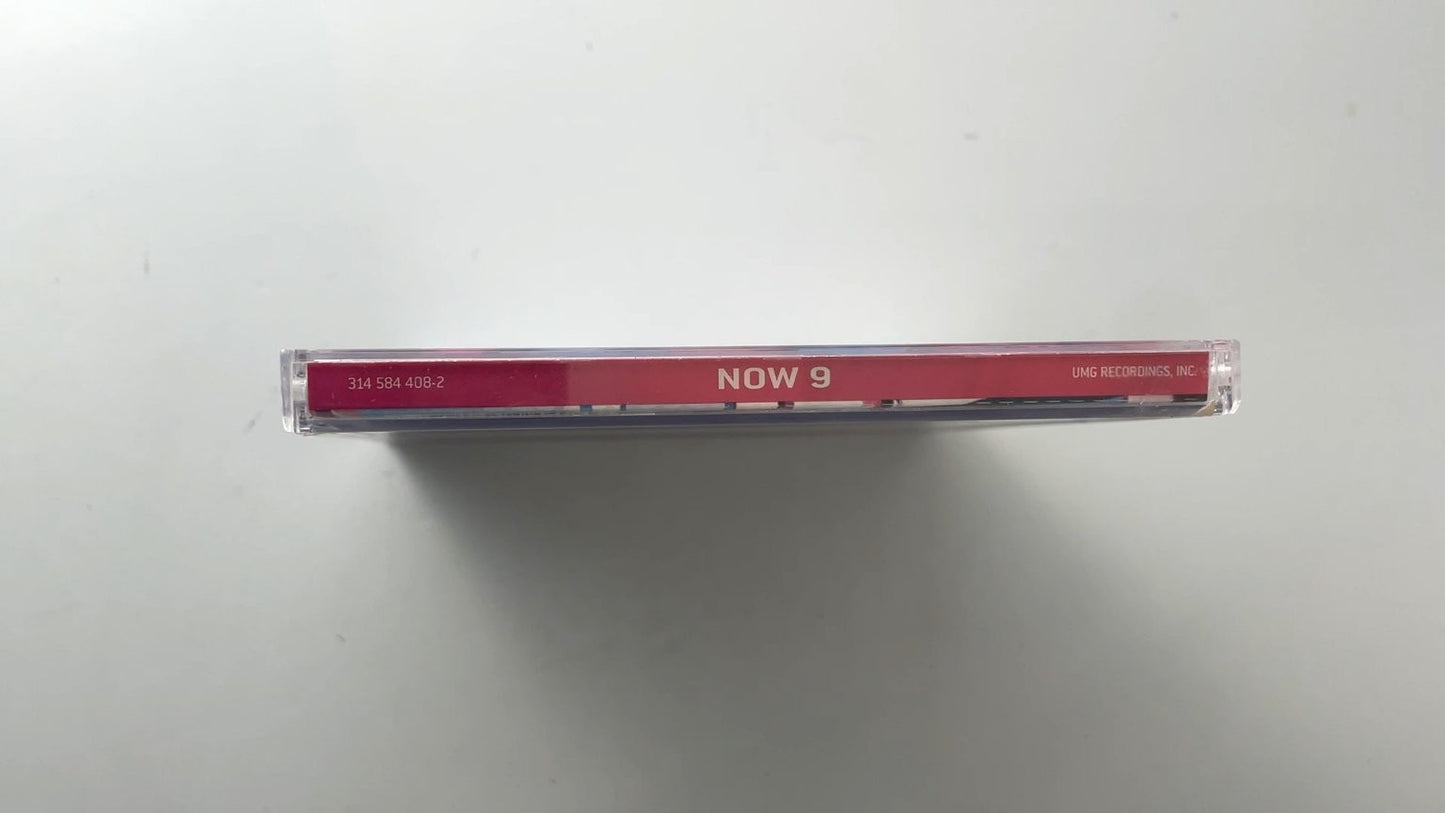 314 584 408-2
NOW 9
UMG RECORDINGS, INC.